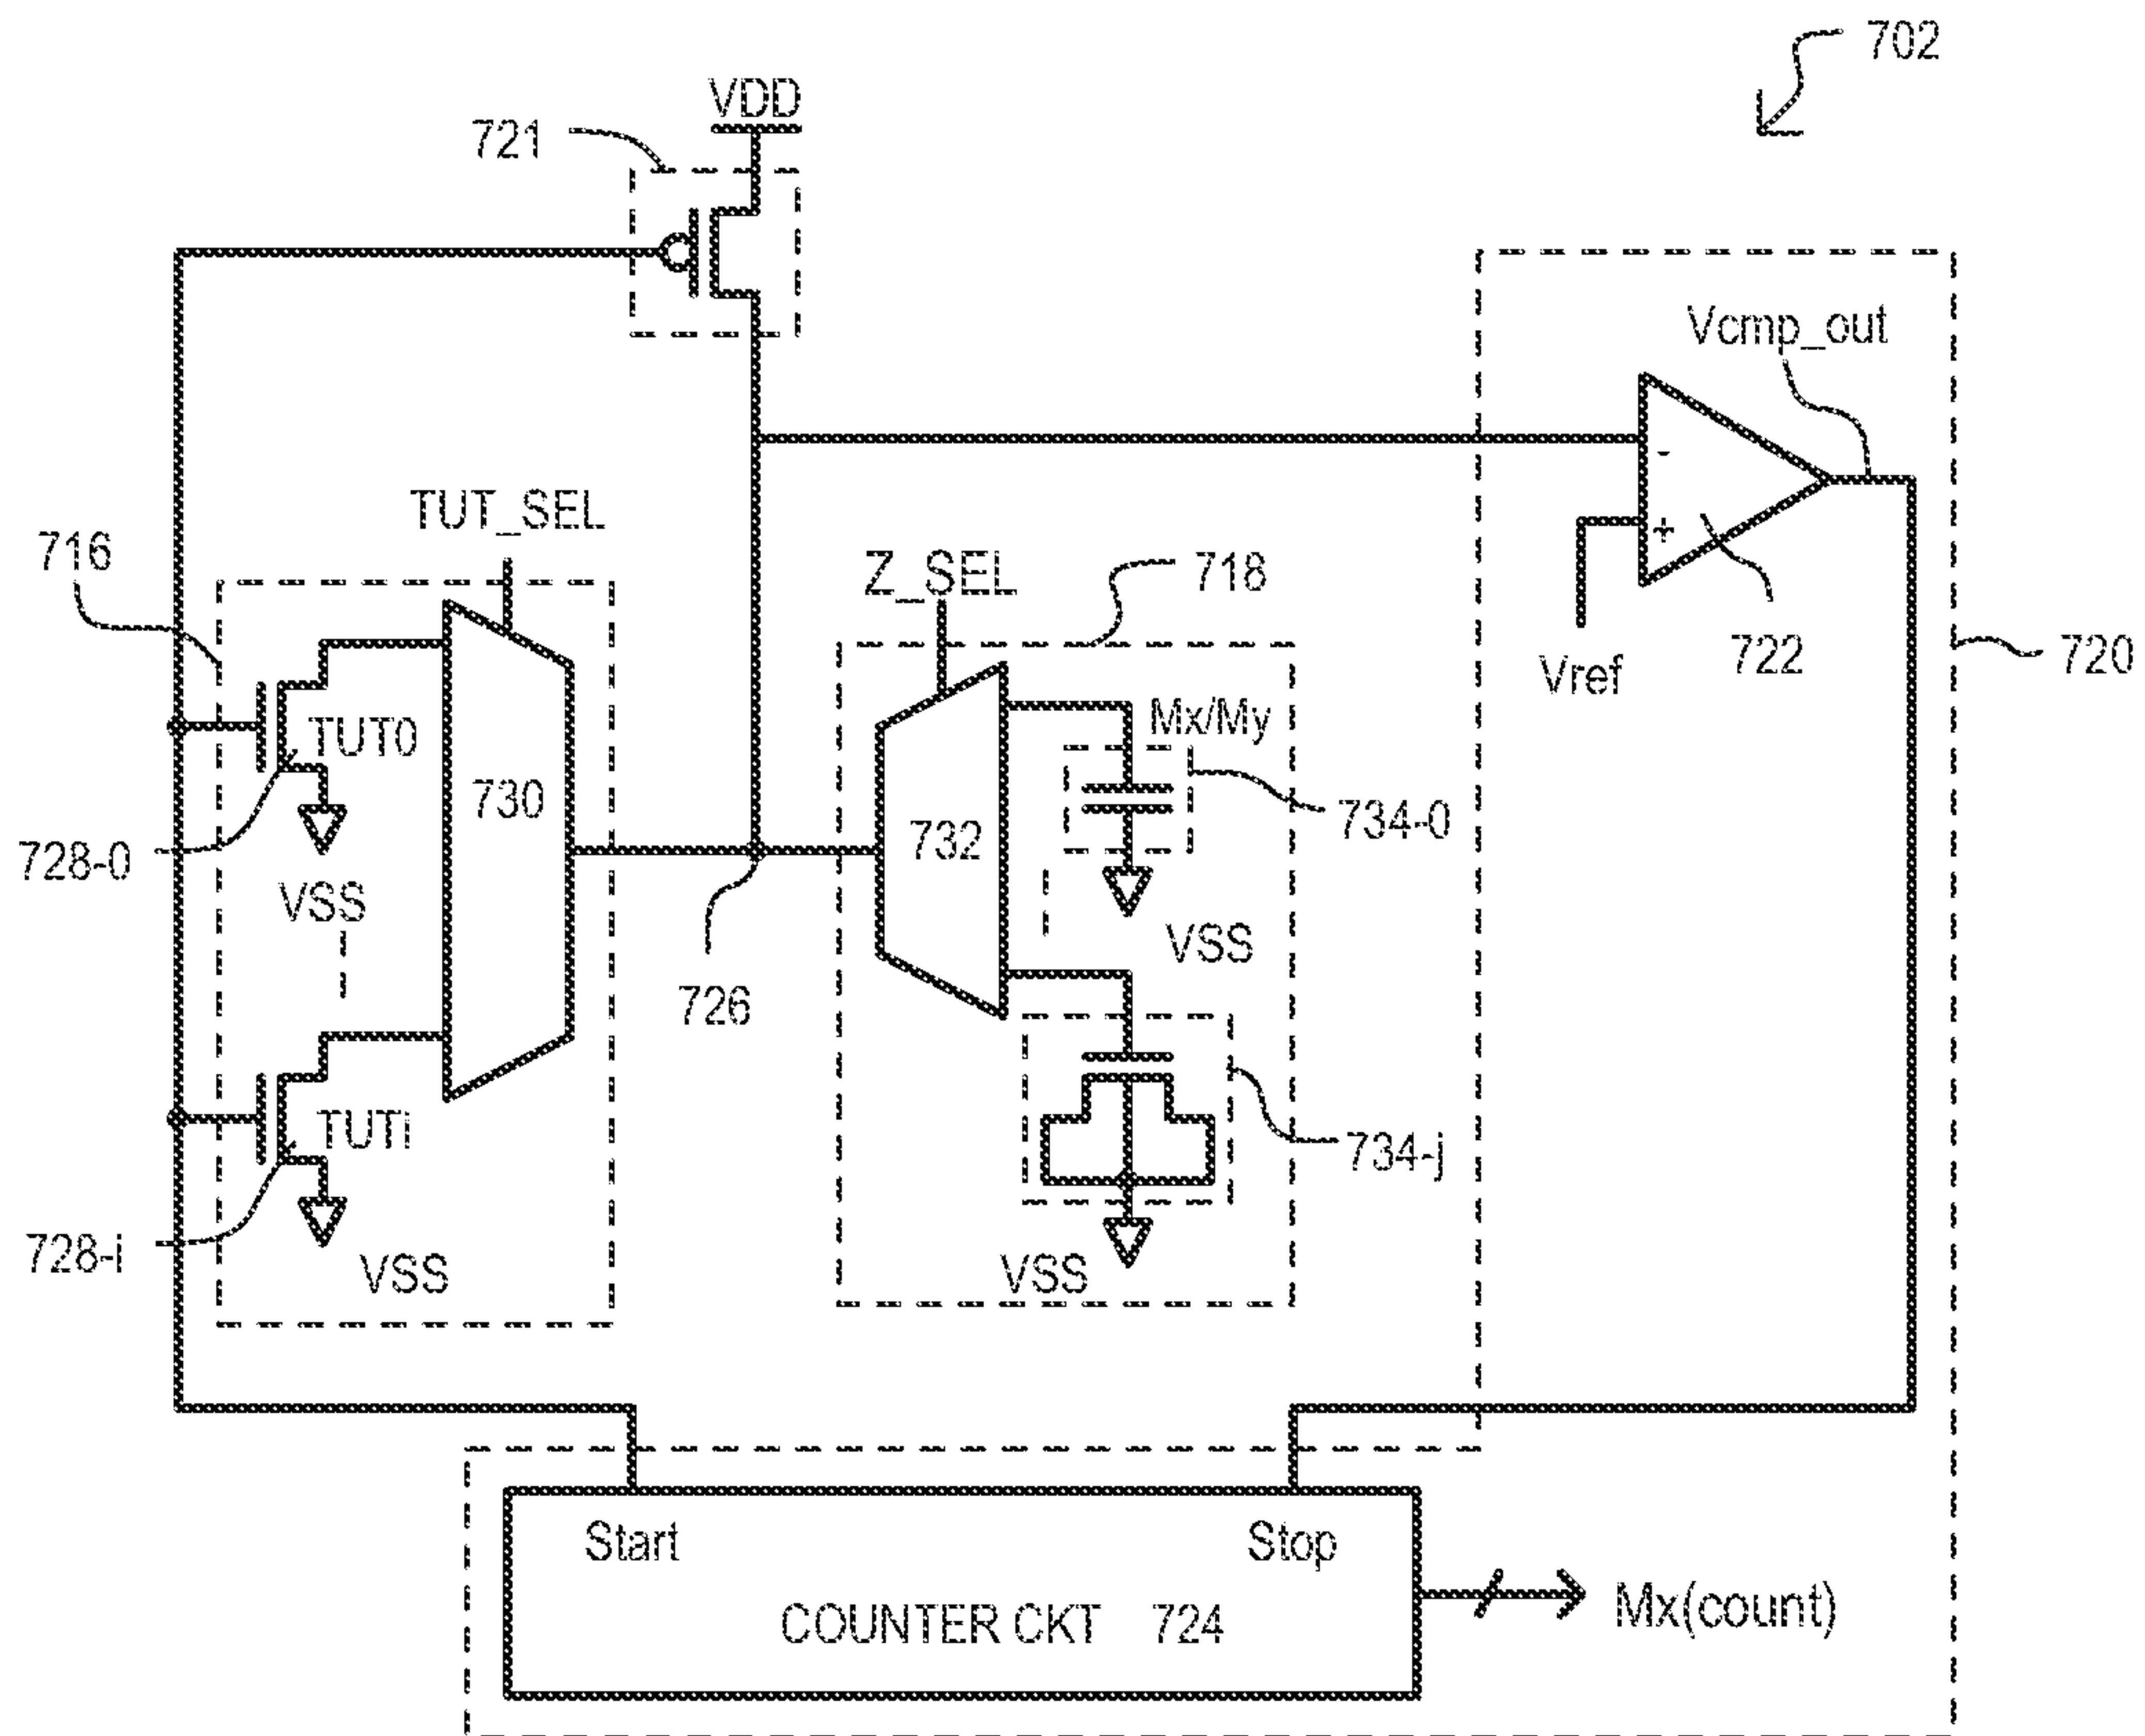 702
VDD
721
Vcmp_out
TUT_SEL
716
Z_SEL
718
-
+
722
720
Vref
Mx/My
TUT0
730
732
734-0
728-0
VSS
VSS
726
TUTi
734-j
728-i
VSS
VSS
Start
Stop
COUNTER CKT 724
Mx(count)